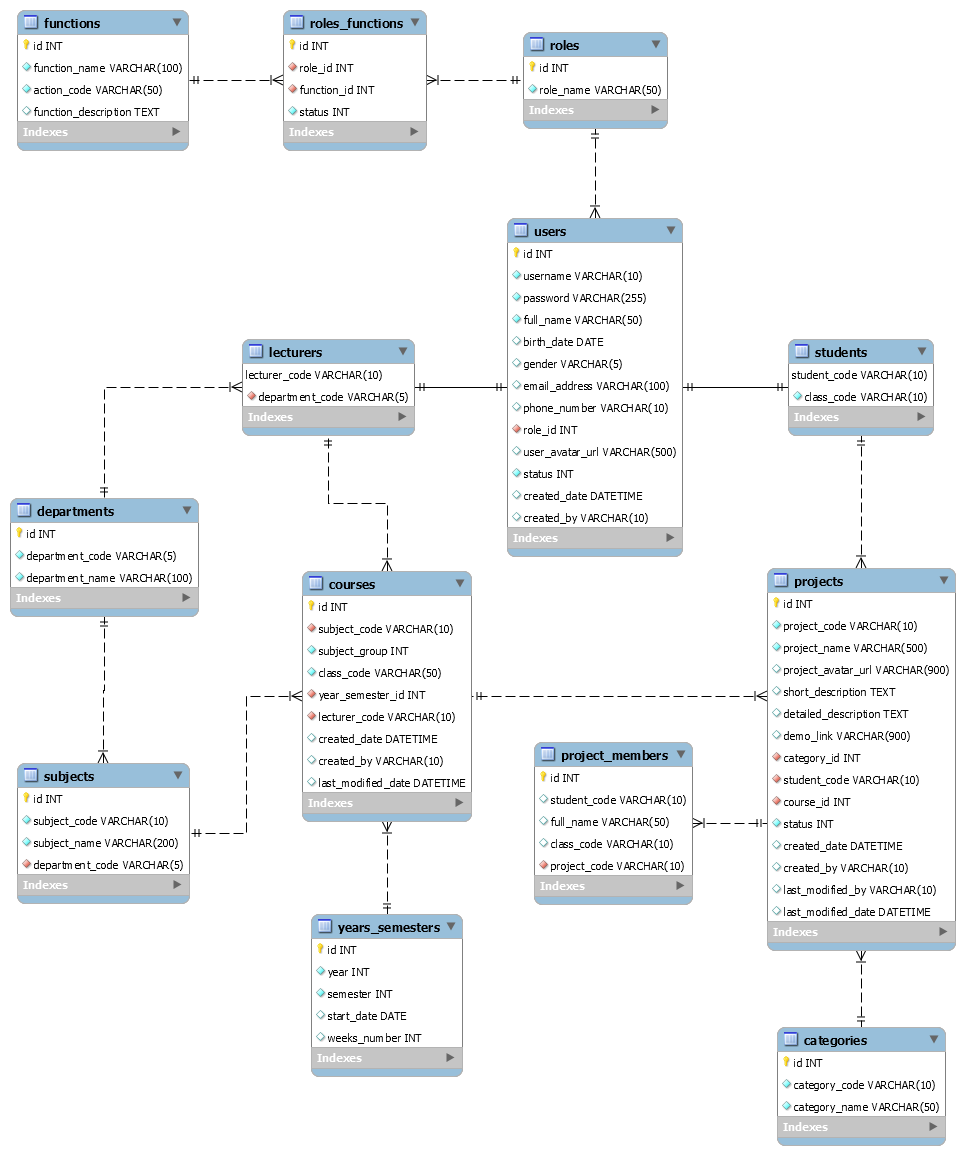 functions
id INT
function_name VARCHAR(100)
action_code VARCHAR(50)
function_description TEXT
Indexes
roles_functions
id INT
role_id INT
function_id INT
status INT
Indexes
roles
id INT
role_name VARCHAR(50)
Indexes
users
id INT
username VARCHAR(10)
password VARCHAR(255)
full_name VARCHAR(50)
birth_date DATE
gender VARCHAR(5)
email_address VARCHAR(100)
phone_number VARCHAR(10)
role_id INT
user_avatar_url VARCHAR(500)
status INT
created_date DATETIME
created_by VARCHAR(10)
Indexes
lecturers
lecturer_code VARCHAR(10)
department_code VARCHAR(5)
Indexes
students
student_code VARCHAR(10)
class_code VARCHAR(10)
Indexes
departments
id INT
department_code VARCHAR(5)
department_name VARCHAR(100)
Indexes
courses
id INT
subject_code VARCHAR(10)
subject_group INT
class_code VARCHAR(50)
year_semester_id INT
lecturer_code VARCHAR(10)
created_date DATETIME
created_by VARCHAR(10)
last_modified_date DATETIME
Indexes
projects
id INT
project_code VARCHAR(10)
project_name VARCHAR(500)
project_avatar_url VARCHAR(900)
short_description TEXT
detailed_description TEXT
demo_link VARCHAR(900)
category_id INT
student_code VARCHAR(10)
course_id INT
status INT
created_date DATETIME
created_by VARCHAR(10)
last_modified_by VARCHAR(10)
last_modified_date DATETIME
Indexes
subjects
id INT
subject_code VARCHAR(10)
subject_name VARCHAR(200)
department_code VARCHAR(5)
Indexes
project_members
id INT
student_code VARCHAR(10)
full_name VARCHAR(50)
class_code VARCHAR(10)
project_code VARCHAR(10)
Indexes
years_semesters
id INT
year INT
semester INT
start_date DATE
weeks_number INT
Indexes
categories
id INT
category_code VARCHAR(10)
category_name VARCHAR(50)
Indexes